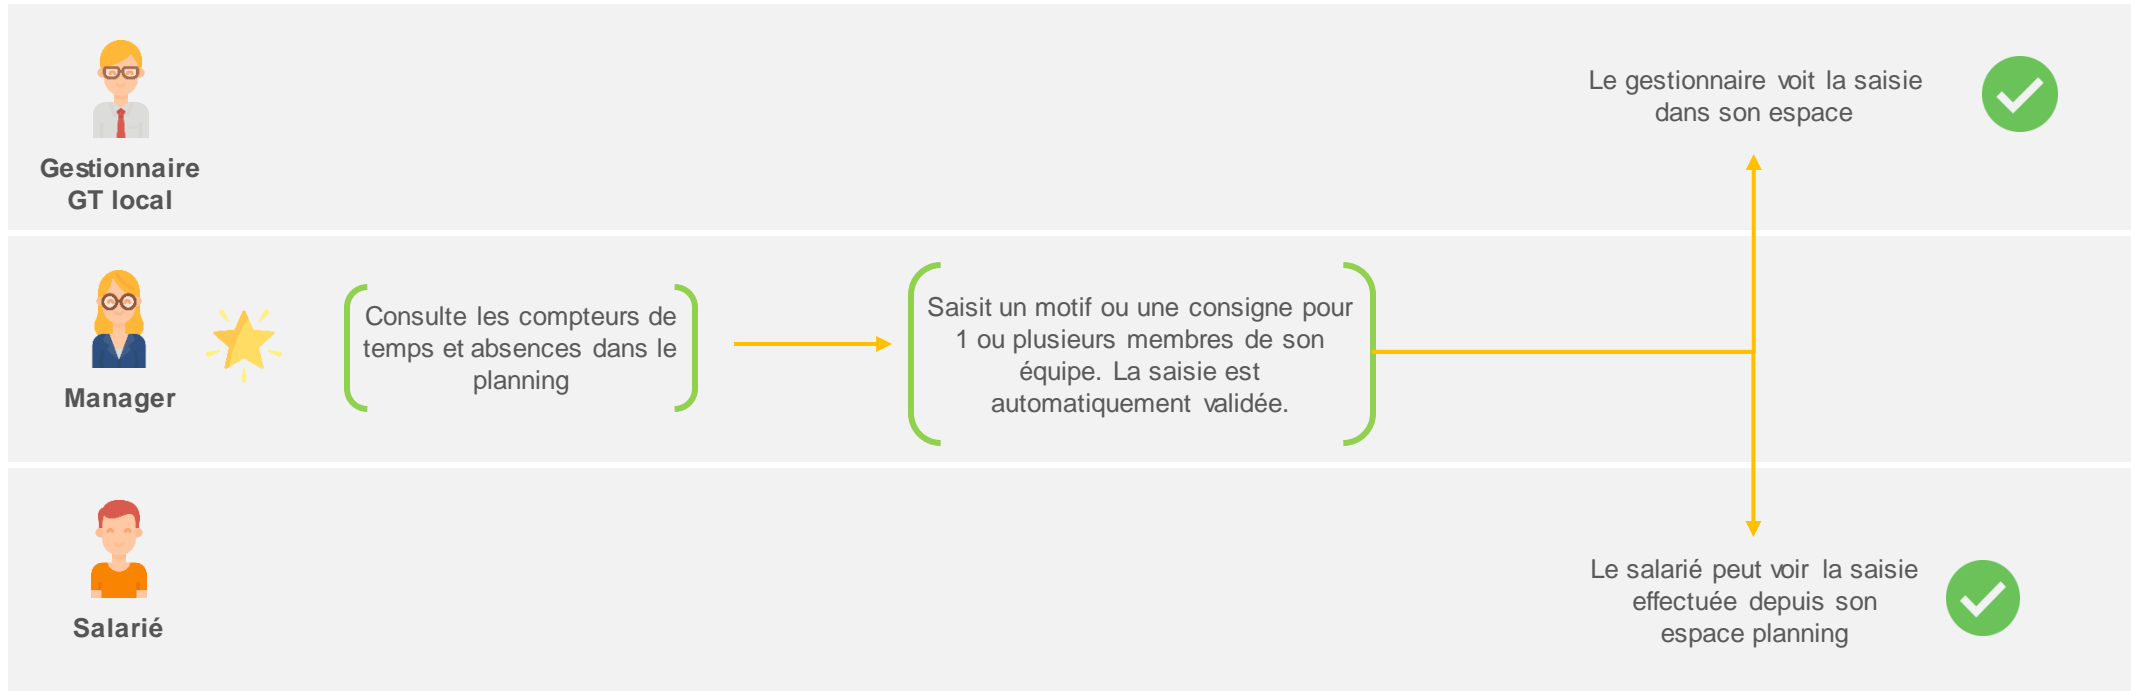 Gestionnaire
GT local
Le gestionnaire voit la saisie
dans son espace
Manager
Consulte les compteurs de
temps et absences dans le
planning
Saisit un motif ou une consigne pour
1 ou plusieurs membres de son
équipe. La saisie est
automatiquement validée.
Salarié
Le salarié peut voir la saisie
effectuée depuis son
espace planning